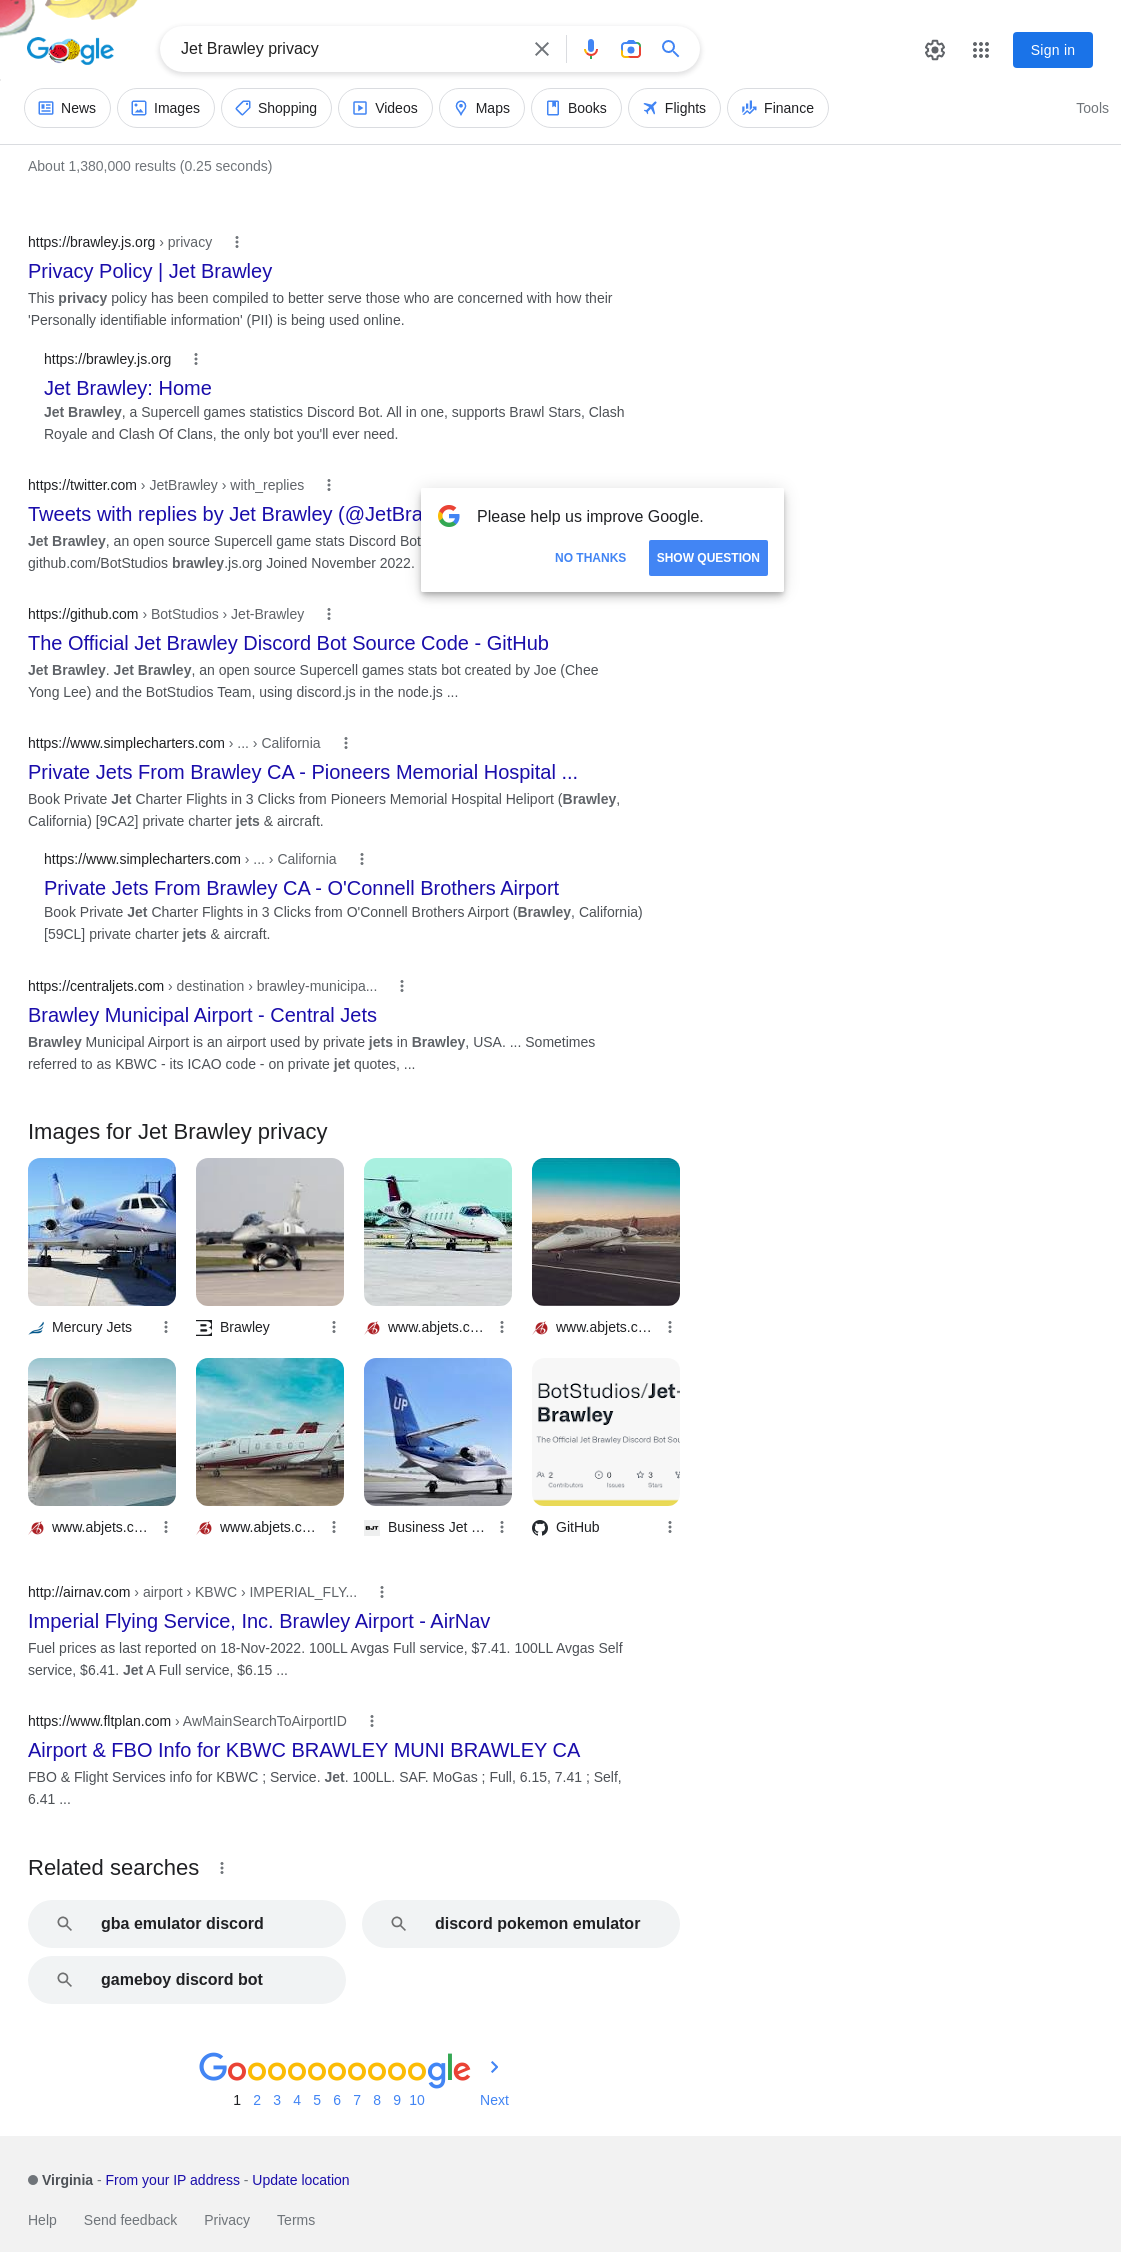 Google
Jet Brawley privacy
Sign in
News Images Shopping Videos Maps Books Flights Finance Tools
About 1,380,000 results (0.25 seconds)
https://brawley.js.org › privacy
Privacy Policy | Jet Brawley
This privacy policy has been compiled to better serve those who are concerned with how their
'Personally identifiable information' (PII) is being used online.
https://brawley.js.org
Jet Brawley: Home
Jet Brawley, a Supercell games statistics Discord Bot. All in one, supports Brawl Stars, Clash
Royale and Clash Of Clans, the only bot you'll ever need.
https://twitter.com › JetBrawley › with_replies
Tweets with replies by Jet Brawley (@JetBra
Jet Brawley, an open source Supercell game stats Discord Bot
github.com/BotStudios brawley.js.org Joined November 2022.
Please help us improve Google.
NO THANKS SHOW QUESTION
https://github.com › BotStudios › Jet-Brawley
The Official Jet Brawley Discord Bot Source Code - GitHub
Jet Brawley. Jet Brawley, an open source Supercell games stats bot created by Joe (Chee
Yong Lee) and the BotStudios Team, using discord.js in the node.js ...
https://www.simplecharters.com › ... › California
Private Jets From Brawley CA - Pioneers Memorial Hospital ...
Book Private Jet Charter Flights in 3 Clicks from Pioneers Memorial Hospital Heliport (Brawley,
California) [9CA2] private charter jets & aircraft.
https://www.simplecharters.com › ... › California
Private Jets From Brawley CA - O'Connell Brothers Airport
Book Private Jet Charter Flights in 3 Clicks from O'Connell Brothers Airport (Brawley, California)
[59CL] private charter jets & aircraft.
https://centraljets.com › destination › brawley-municipa...
Brawley Municipal Airport - Central Jets
Brawley Municipal Airport is an airport used by private jets in Brawley, USA. ... Sometimes
referred to as KBWC - its ICAO code - on private jet quotes, ...
Images for Jet Brawley privacy
Mercury Jets Brawley www.abjets.c... www.abjets.c...
UP
BotStudios/Jet-
Brawley
The Official Jet Brawley Discord Bot Sou
2 0 3
Contributors Issues Stars
www.abjets.c... www.abjets.c... BJT Business Jet ... GitHub
http://airnav.com › airport › KBWC › IMPERIAL_FLY...
Imperial Flying Service, Inc. Brawley Airport - AirNav
Fuel prices as last reported on 18-Nov-2022. 100LL Avgas Full service, $7.41. 100LL Avgas Self
service, $6.41. Jet A Full service, $6.15 ...
https://www.fltplan.com › AwMainSearchToAirportID
Airport & FBO Info for KBWC BRAWLEY MUNI BRAWLEY CA
FBO & Flight Services info for KBWC ; Service. Jet. 100LL. SAF. MoGas ; Full, 6.15, 7.41 ; Self,
6.41 ...
Related searches
gba emulator discord discord pokemon emulator
gameboy discord bot
Goooooooooogle
1 2 3 4 5 6 7 8 9 10 Next
Virginia - From your IP address - Update location
Help Send feedback Privacy Terms